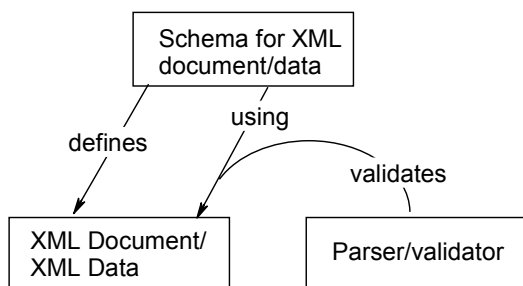 Schema for XML
document/data
using
defines
validates
XML Document/
XML Data
Parser/validator